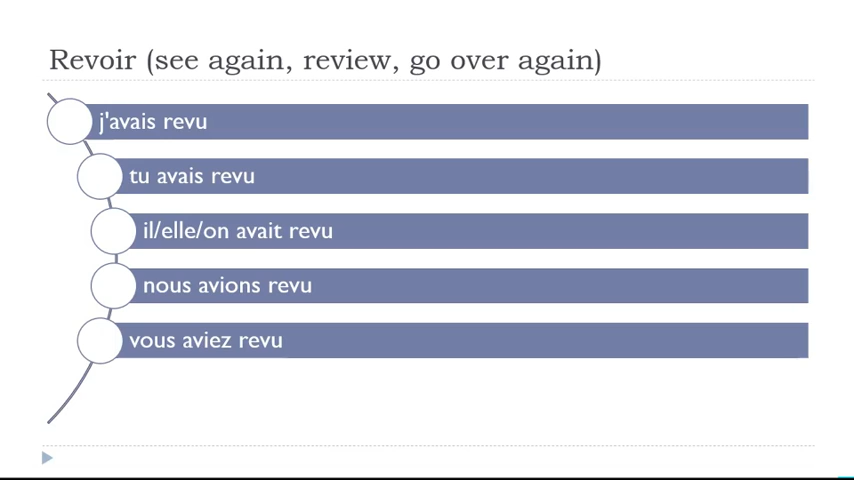 Revoir (see again, review, go over again)
j'avais revu
tu avais revu
il/elle/on avait revu
nous avions revu
vous aviez revu